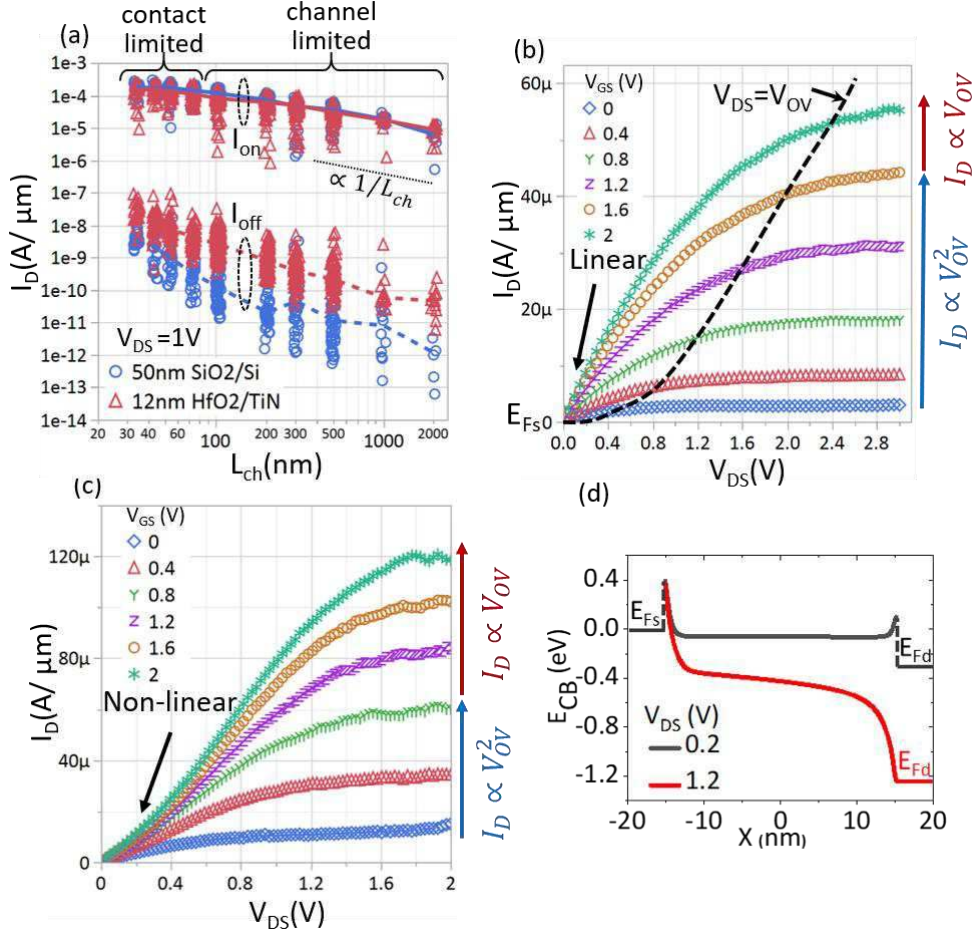 (a)
contact
limited
channel
limited
1E-3
1E-4
1E-5
1E-6
1E-7
1E-8
1E-9
1E-10
1E-11
1E-12
1E-13
1E-14
I_D(A/ μm)
I_on
∝ 1/L_ch
I_off
V_DS=1V
50nm SiO2/Si
12nm HfO2/TiN
20 30 40 60 100 200 300 500 1000 2000
L_ch(nm)
(b)
60μ
40μ
20μ
E_Fs0
I_D(A/ μm)
V_GS (V)
0
0.4
0.8
1.2
1.6
2
V_DS=V_OV
Linear
0.0 0.4 0.8 1.2 1.6 2.0 2.4 2.8
V_DS(V)
I_D ∝ V_OV
I_D ∝ V_OV^2
(c)
120μ
80μ
40μ
0
I_D(A/ μm)
V_GS (V)
0
0.4
0.8
1.2
1.6
2
Non-linear
0 0.4 0.8 1.2 1.6 2
V_DS(V)
I_D ∝ V_OV
I_D ∝ V_OV^2
(d)
0.4
0.0
-0.4
-0.8
-1.2
E_CB (eV)
E_Fs
E_Fd
V_DS (V)
0.2
1.2
E_Fd
-20 -10 0 10 20
X (nm)